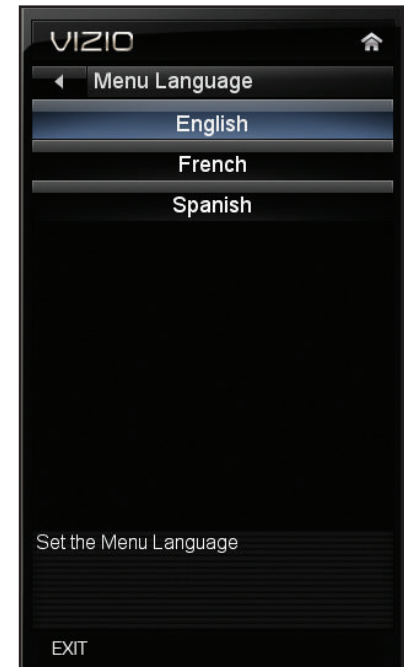 VIZIO
Menu Language
English
French
Spanish
Set the Menu Language
EXIT